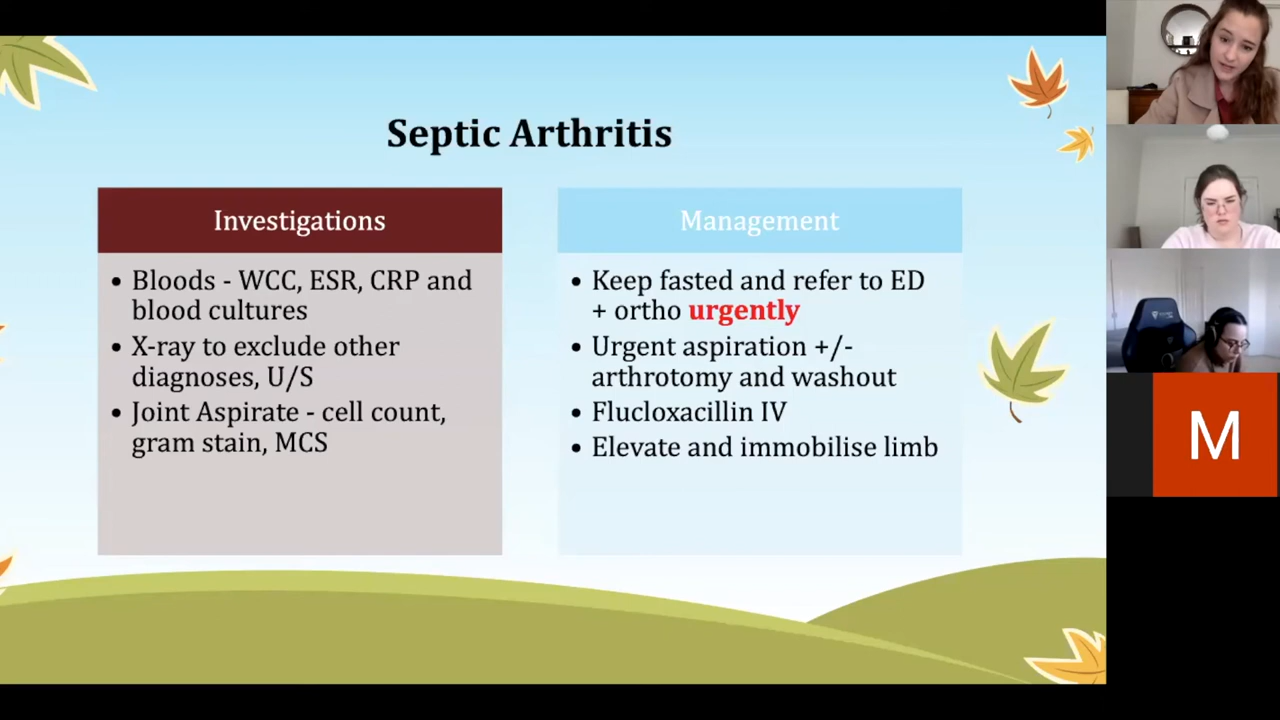 Septic Arthritis
Investigations
• Bloods - WCC, ESR, CRP and
blood cultures
• X-ray to exclude other
diagnoses, U/S
• Joint Aspirate - cell count,
gram stain, MCS
Management
• Keep fasted and refer to ED
+ ortho urgently
• Urgent aspiration +/-
arthrotomy and washout
• Flucloxacillin IV
• Elevate and immobilise limb
M